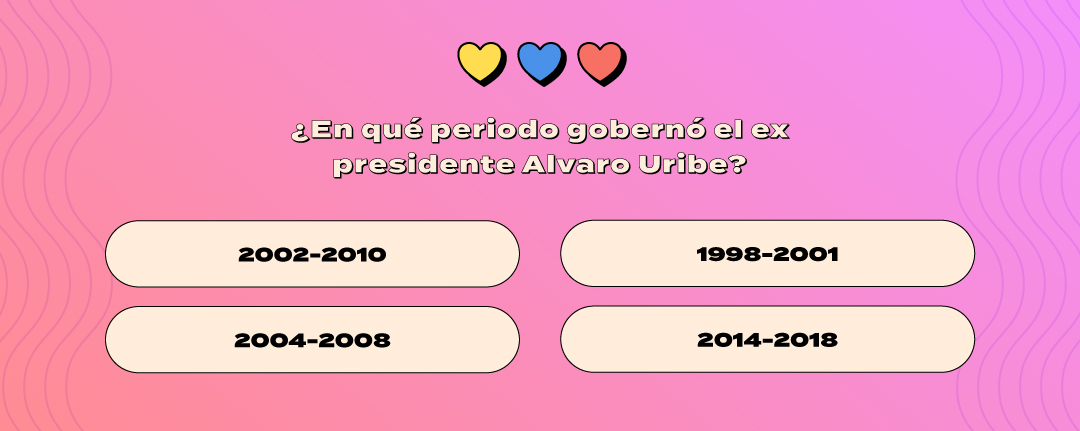 ¿En qué periodo gobernó el ex
presidente Alvaro Uribe?
2002-2010
1998-2001
2004-2008
2014-2018